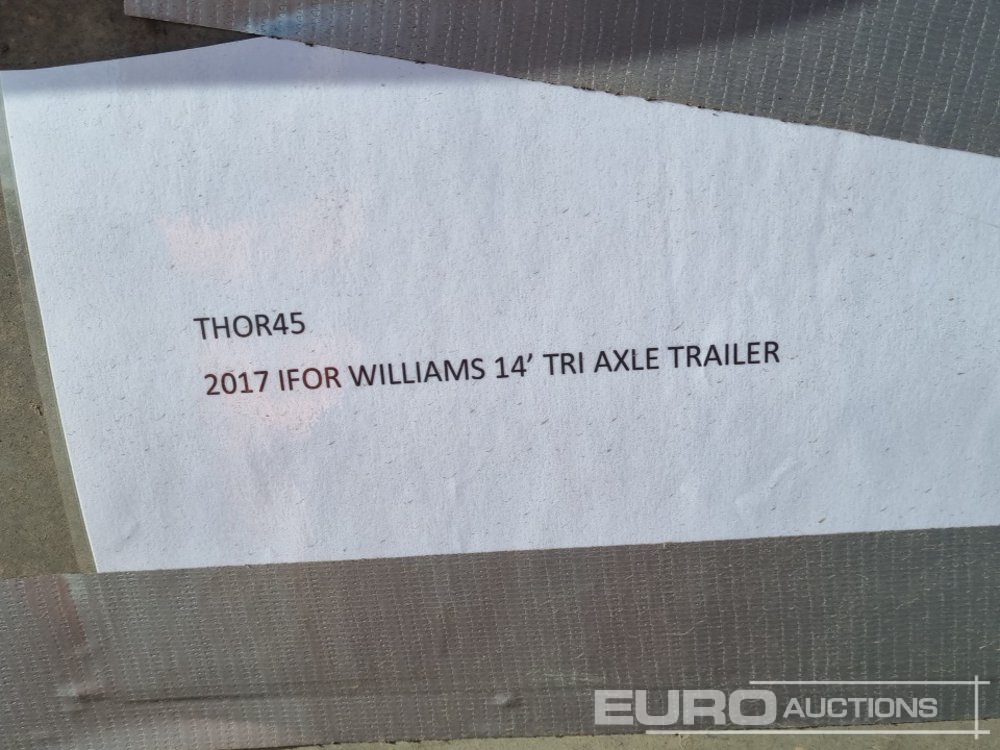 THOR45
2017 IFOR WILLIAMS 14’ TRI AXLE TRAILER
EURO AUCTIONS